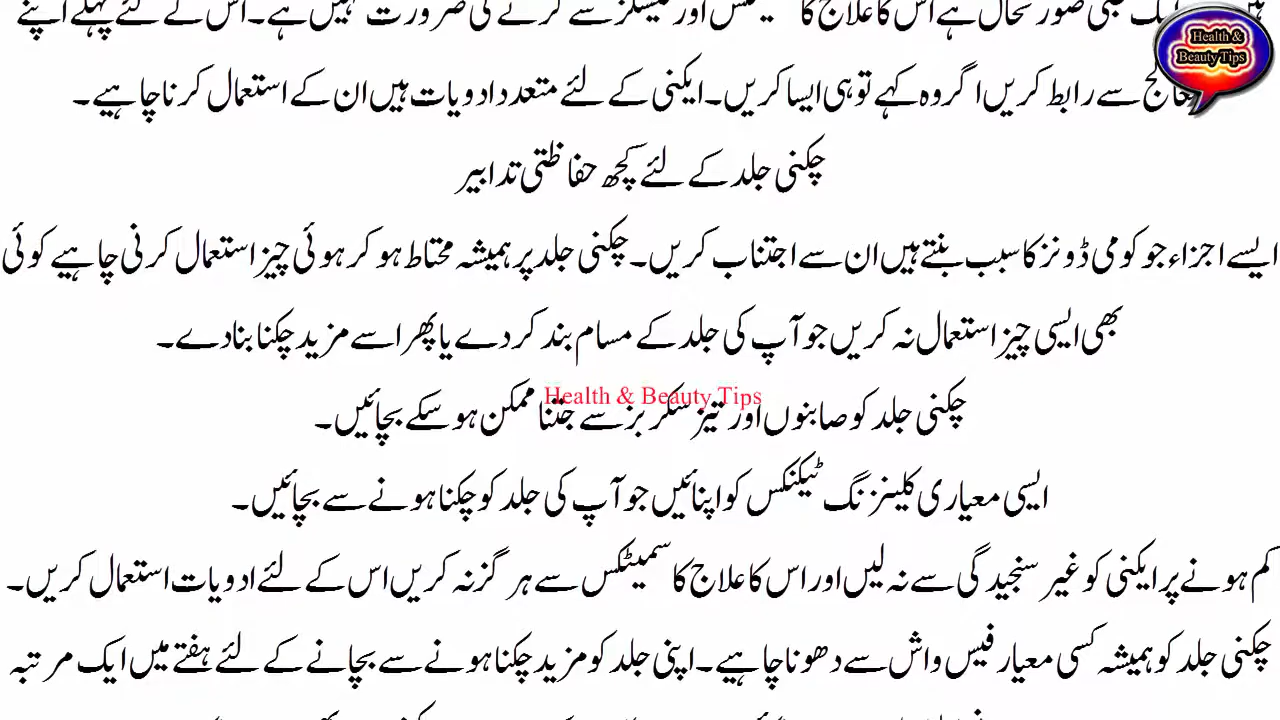 طبی صورتحال ہے اس کا علاج کاسمیٹکس اور فیشلز سے کرنے کی ضرورت نہیں ہے۔ اس کے لئے پہلے اپنے
Health &
Beauty Tips
معالج سے رابط کریں اگر وہ کہے تو ہی ایسا کریں۔ ایکنی کے لئے متعدد ادویات ہیں ان کے استعمال کرنا چاہیے۔
چکنی جلد کے لئے کچھ حفاظتی تدابیر
ایسے اجزاء جو کومی ڈونز کا سبب بنتے ہیں ان سے اجتناب کریں۔ چکنی جلد پر ہمیشہ محتاط ہو کر ہوئی چیز استعمال کرنی چاہیے کوئی
بھی ایسی چیز استعمال نہ کریں جو آپ کی جلد کے مسام بند کر دے یا پھر اسے مزید چکنا بنا دے۔
Health & Beauty Tips
چکنی جلد کو صابنوں اور تیز سکربز سے جتنا ممکن ہو سکے بچائیں۔
ایسی معیاری کلینزنگ ٹیکنکس کو اپنائیں جو آپ کی جلد کو چکنا ہونے سے بچائیں۔
کم ہونے پر ایکنی کو غیر سنجیدگی سے نہ لیں اور اس کا علاج کاسمیٹکس سے ہر گز نہ کریں اس کے لئے ادویات استعمال کریں۔
چکنی جلد کو ہمیشہ کسی معیار فیس واش سے دھونا چاہیے۔ اپنی جلد کو مزید چکنا ہونے سے بچانے کے لئے ہفتے میں ایک مرتبہ